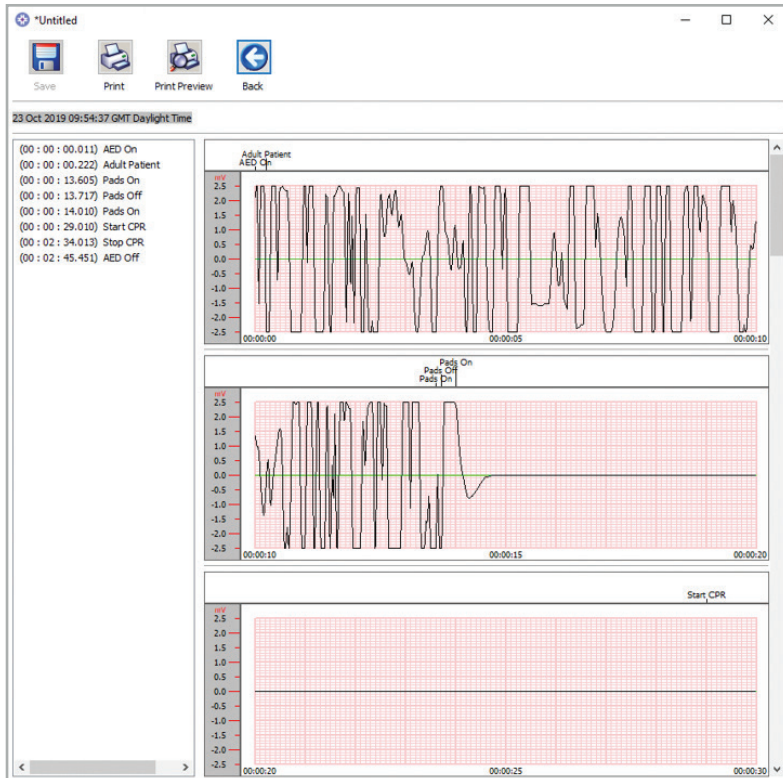 *Untitled
Save Print Print Preview Back
23 Oct 2019 09:54:37 GMT Daylight Time
(00 : 00 : 00.011) AED On
(00 : 00 : 00.222) Adult Patient
(00 : 00 : 13.605) Pads On
(00 : 00 : 13.717) Pads Off
(00 : 00 : 14.010) Pads On
(00 : 00 : 29.010) Start CPR
(00 : 02 : 34.013) Stop CPR
(00 : 02 : 45.451) AED Off
Adult Patient
AED On
mV
2.5
2.0
1.5
1.0
0.5
0.0
-0.5
-1.0
-1.5
-2.0
-2.5
00:00:00 00:00:05 00:00:10
Pads On
Pads Off
Pads On
mV
2.5
2.0
1.5
1.0
0.5
0.0
-0.5
-1.0
-1.5
-2.0
-2.5
00:00:10 00:00:15 00:00:20
Start CPR
mV
2.5
2.0
1.5
1.0
0.5
0.0
-0.5
-1.0
-1.5
-2.0
-2.5
00:00:20 00:00:25 00:00:30